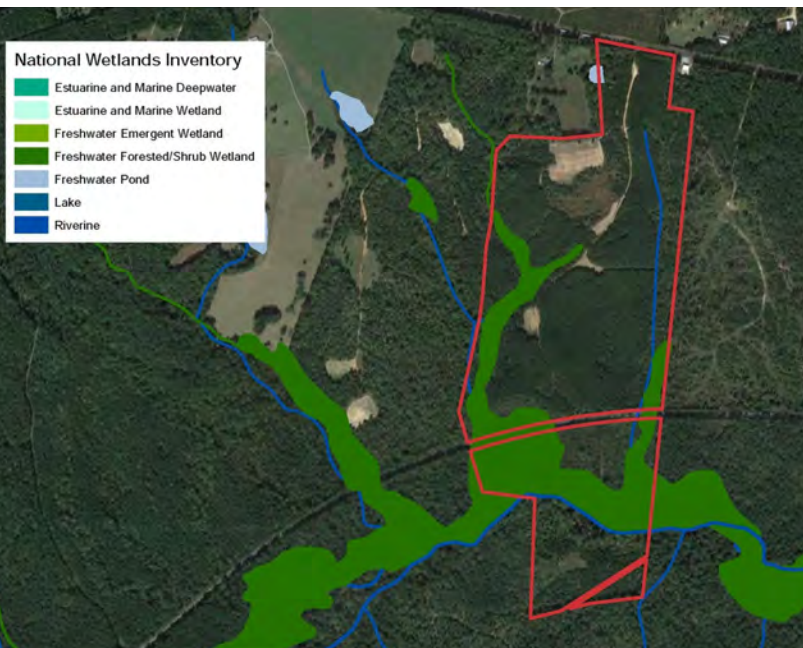 National Wetlands Inventory
Estuarine and Marine Deepwater
Estuarine and Marine Wetland
Freshwater Emergent Wetland
Freshwater Forested/Shrub Wetland
Freshwater Pond
Lake
Riverine